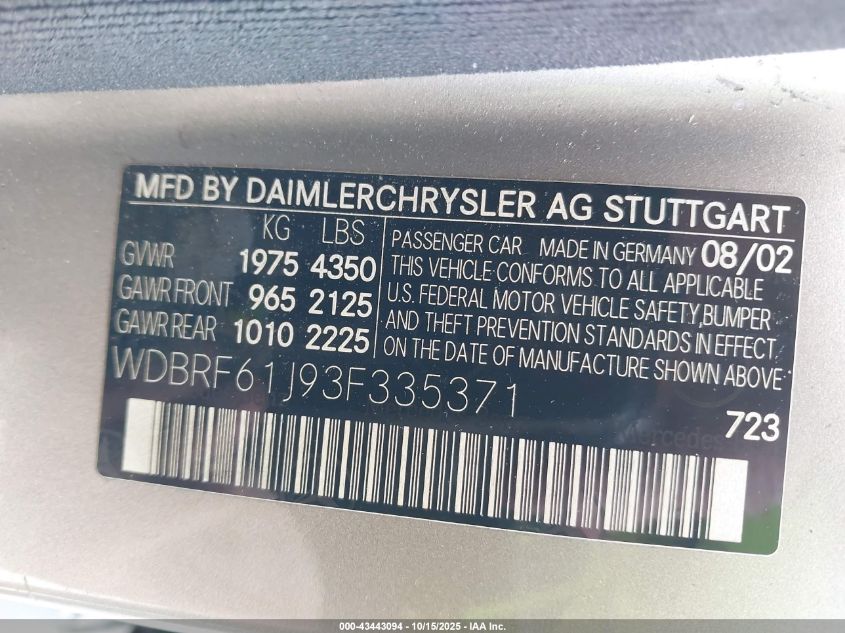 MFD BY DAIMLERCHRYSLER AG STUTTGART
KG LBS
GVWR 1975 4350
GAWR FRONT 965 2125
GAWR REAR 1010 2225
PASSENGER CAR MADE IN GERMANY 08/02
THIS VEHICLE CONFORMS TO ALL APPLICABLE
U.S. FEDERAL MOTOR VEHICLE SAFETY, BUMPER
AND THEFT PREVENTION STANDARDS IN EFFECT
ON THE DATE OF MANUFACTURE SHOWN ABOVE
WDBRF61J93F335371
723
Mercedes
000-43443094 - 10/15/2025 - IAA Inc.